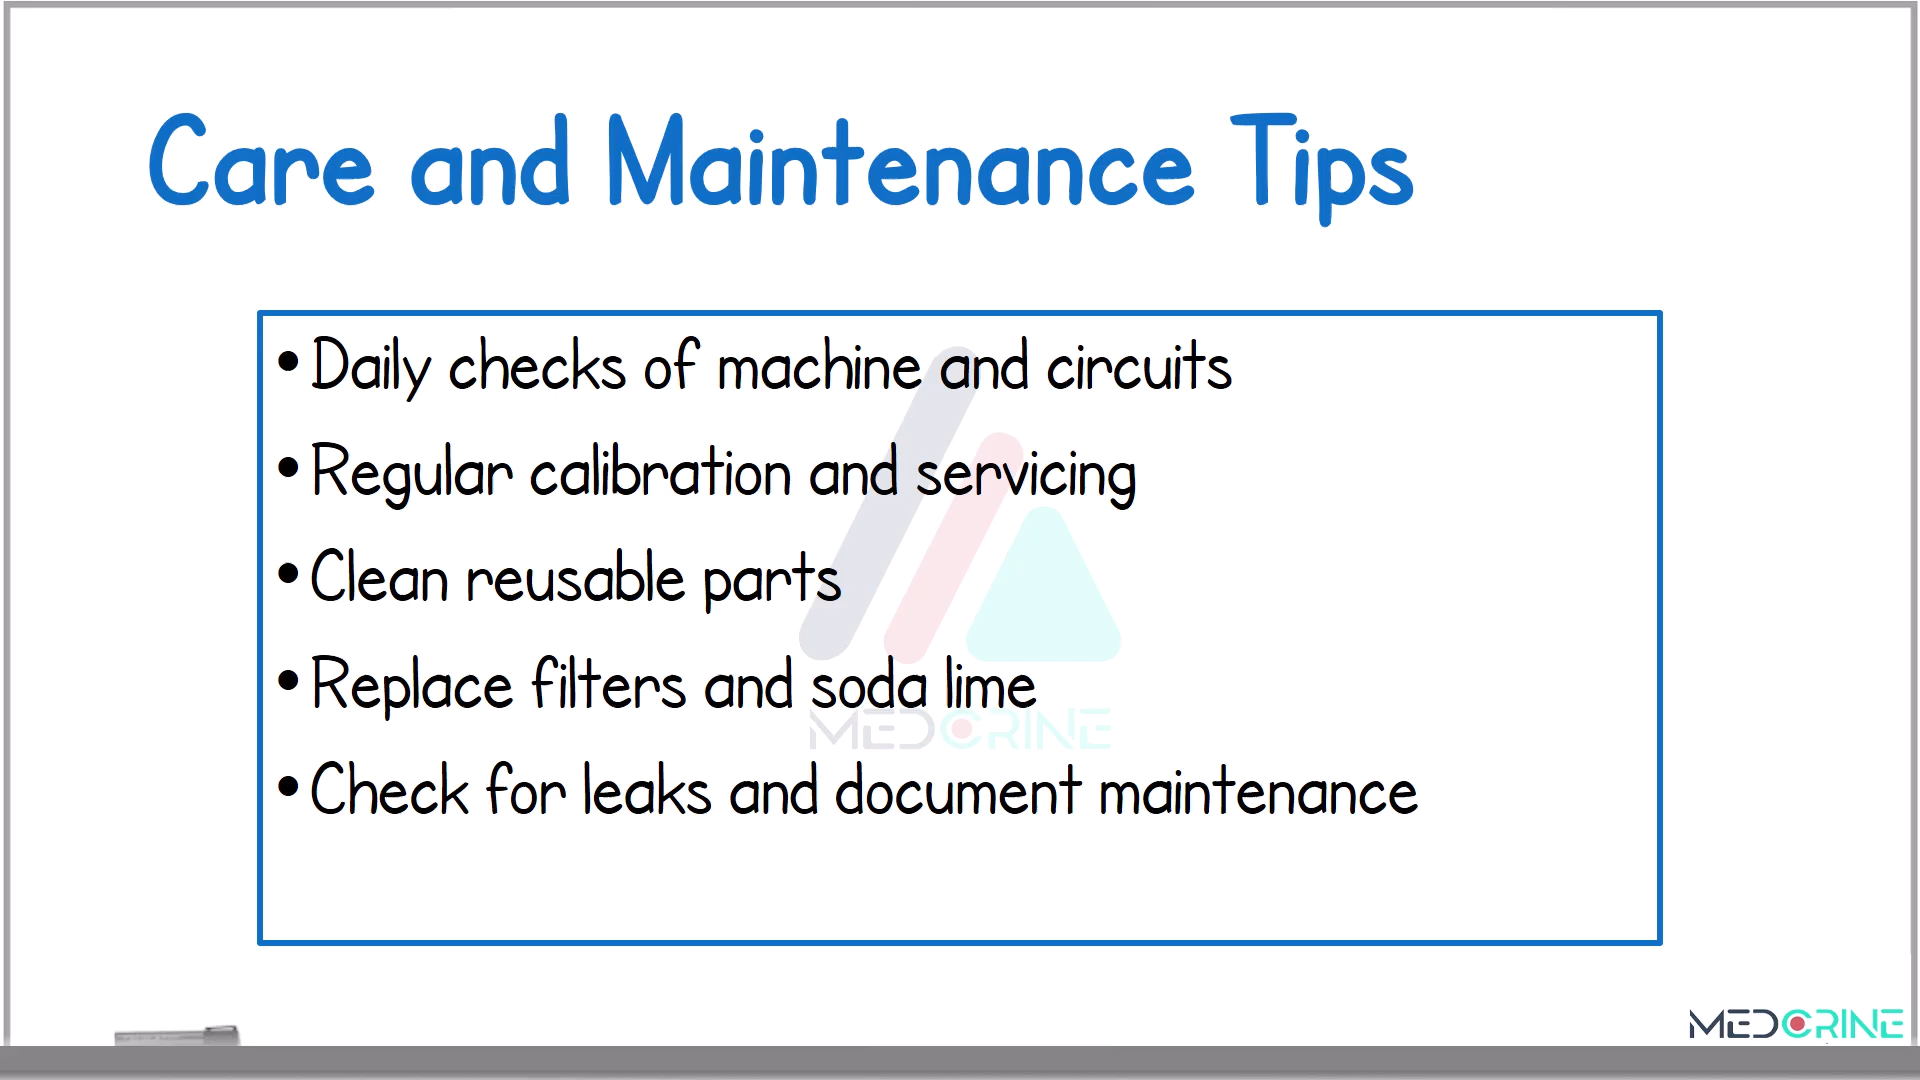 Care and Maintenance Tips
• Daily checks of machine and circuits
• Regular calibration and servicing
• Clean reusable parts
• Replace filters and soda lime
MEDCRINE
• Check for leaks and document maintenance
MEDCRINE